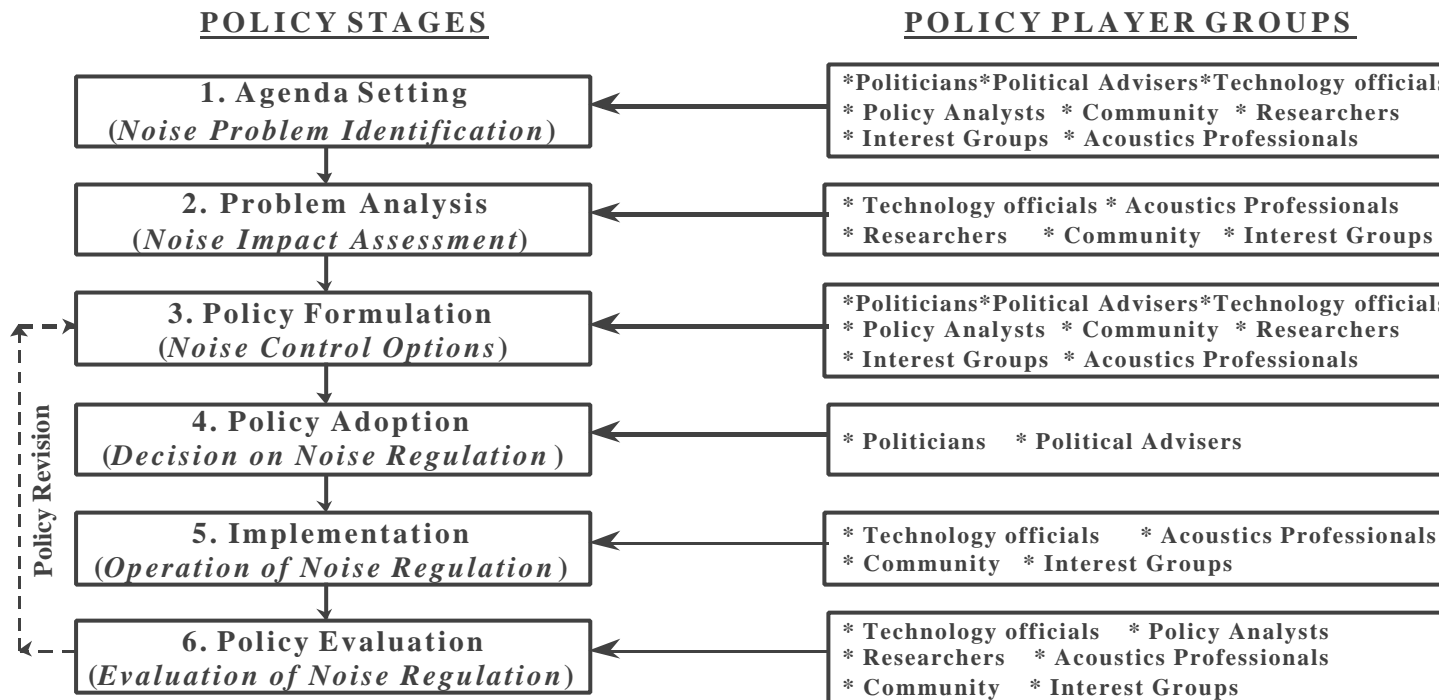 POLICY STAGES
POLICY PLAYER GROUPS
1. Agenda Setting
(Noise Problem Identification)
*Politicians*Political Advisers*Technology officials
* Policy Analysts * Community * Researchers
* Interest Groups * Acoustics Professionals
2. Problem Analysis
(Noise Impact Assessment)
* Technology officials * Acoustics Professionals
* Researchers * Community * Interest Groups
3. Policy Formulation
(Noise Control Options)
*Politicians*Political Advisers*Technology officials
* Policy Analysts * Community * Researchers
* Interest Groups * Acoustics Professionals
4. Policy Adoption
(Decision on Noise Regulation)
* Politicians * Political Advisers
5. Implementation
(Operation of Noise Regulation)
* Technology officials * Acoustics Professionals
* Community * Interest Groups
6. Policy Evaluation
(Evaluation of Noise Regulation)
* Technology officials * Policy Analysts
* Researchers * Acoustics Professionals
* Community * Interest Groups
Policy Revision